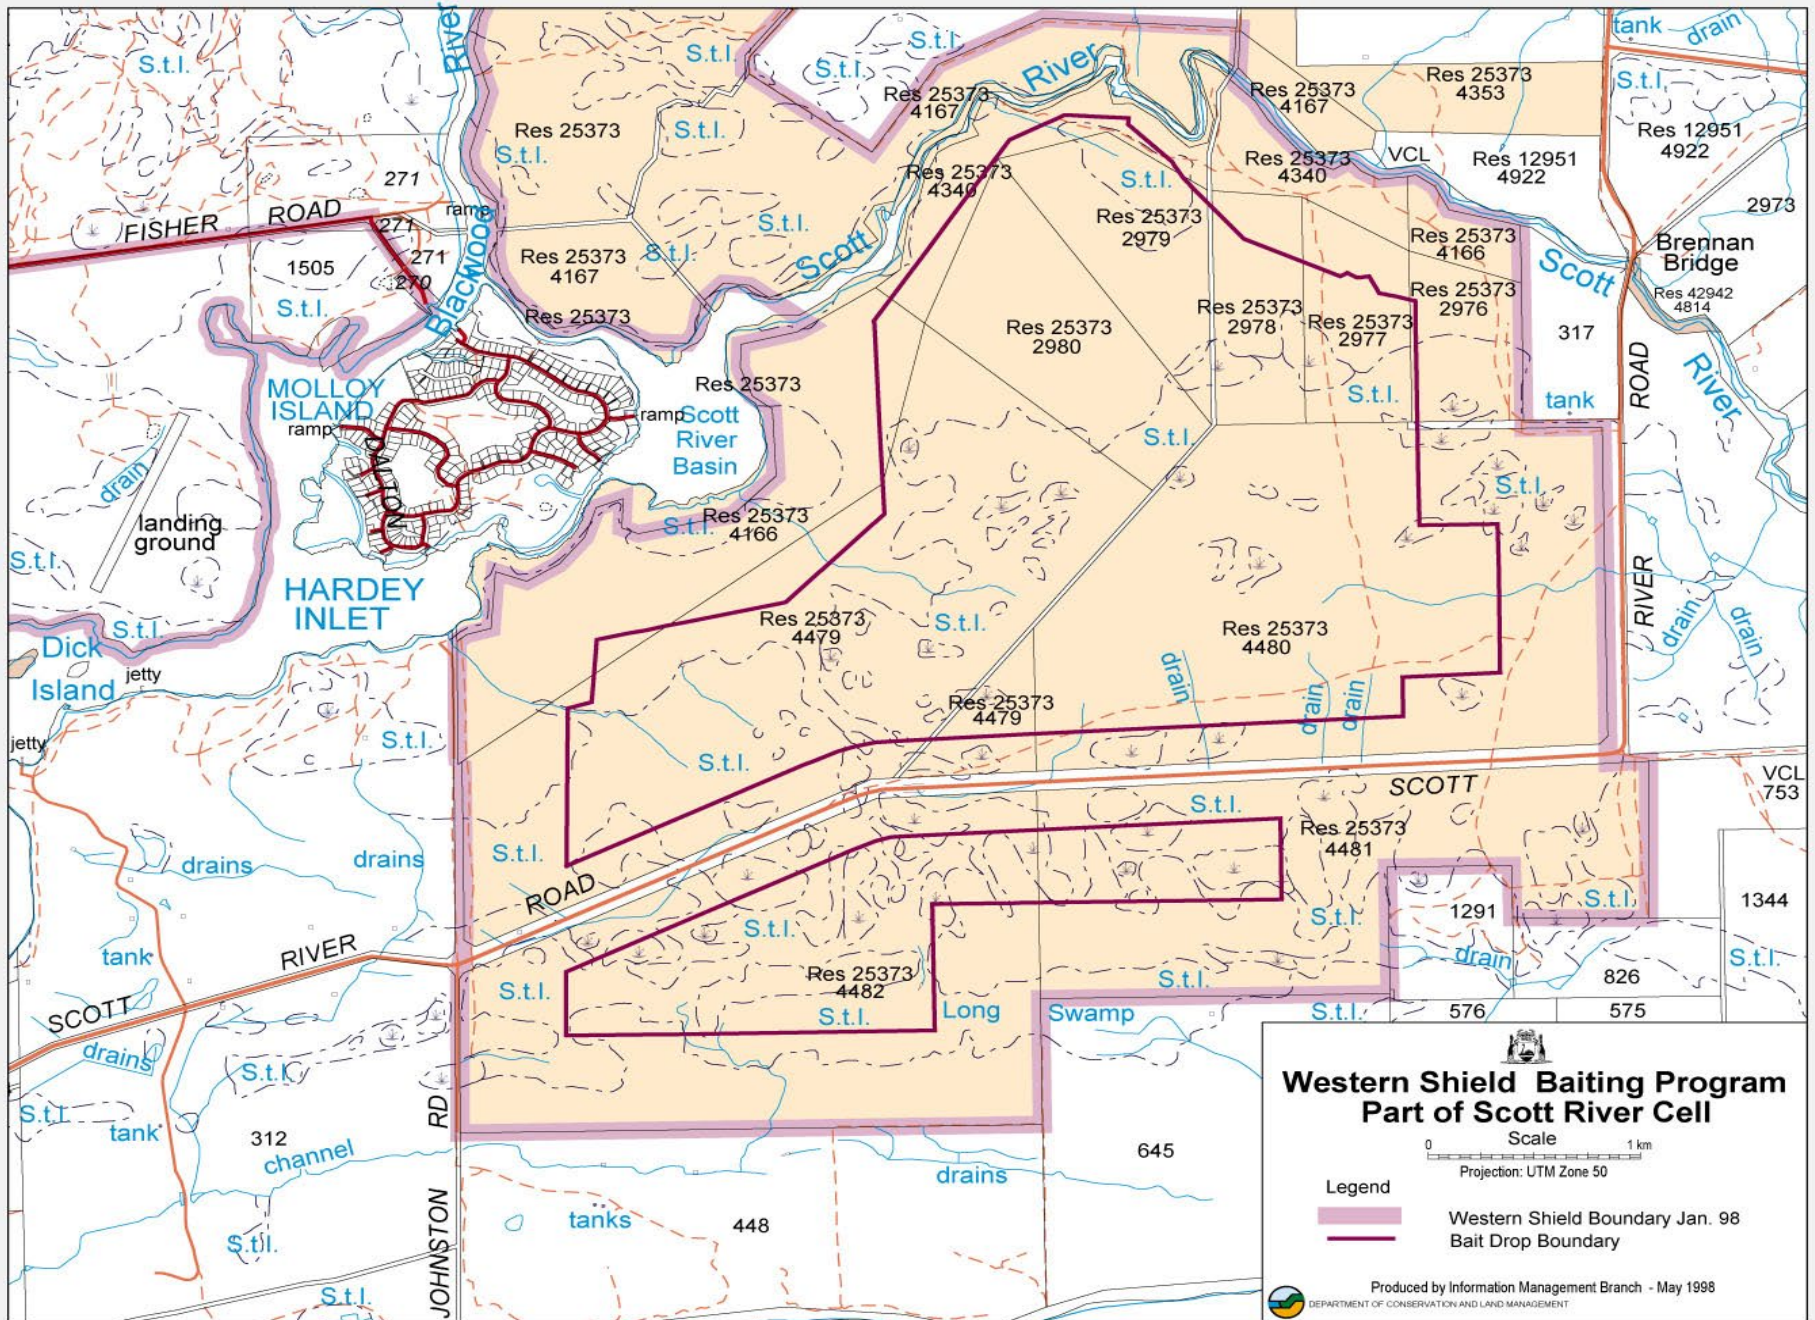 River
S.t.l.
S.t.l.
S.t.l.
S.t.l.
tank
drain
River
Res 25373
4167
Res 25373
4167
Res 25373
4353
S.t.l.
Res 25373
S.t.l.
S.t.l.
Res 12951
4922
VCL
Res 12951
4922
Res 25373
4340
Res 25373
4340
S.t.l.
271
ramp
FISHER
ROAD
271
Blackwood
S.t.l.
Res 25373
2979
2973
Res 25373
4166
Brennan
Bridge
271
1505
270
Res 25373
4167
S.t.l.
Scott
Scott
S.t.l.
Res 25373
Res 25373
2980
Res 25373
2978
Res 25373
2977
Res 25373
2976
Res 42942
4814
317
MOLLOY
ISLAND
ramp
DALTON
ramp
Res 25373
Scott
River
Basin
S.t.l.
S.t.l.
tank
ROAD
River
drain
landing
ground
S.t.l.
Res 25373
4166
S.t.l.
S.t.l.
HARDEY
INLET
Dick
Island
S.t.l.
jetty
jetty
Res 25373
4479
S.t.l.
Res 25373
4480
RIVER
drain
drain
Res 25373
4479
drain
drain
drain
S.t.l.
S.t.l.
SCOTT
VCL
753
S.t.l.
Res 25373
4481
drains
drains
S.t.l.
ROAD
S.t.l.
1291
S.t.l.
1344
S.t.l.
tank
RIVER
SCOTT
drains
S.t.l.
Res 25373
4482
S.t.l.
Long
Swamp
S.t.l.
S.t.l.
drain
826
S.t.l.
576
575
S.t.l.
S.t.l.
tank
RD
312
channel
645
drains
tanks
448
S.t.l.
JOHNSTON
S.t.l.
Western Shield Baiting Program
Part of Scott River Cell
Scale
0
1 km
Projection: UTM Zone 50
Legend
Western Shield Boundary Jan. 98
Bait Drop Boundary
Produced by Information Management Branch - May 1998
DEPARTMENT OF CONSERVATION AND LAND MANAGEMENT